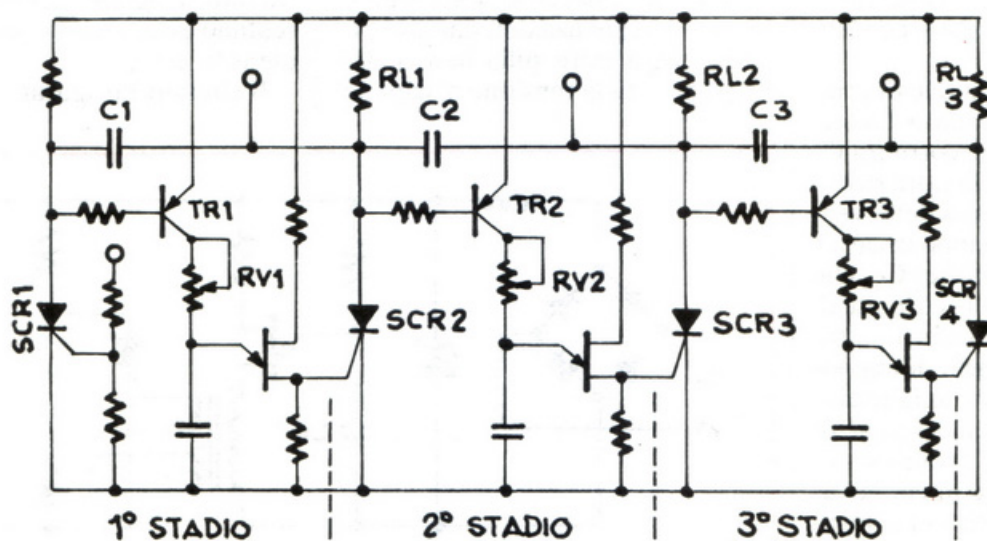 RL1
RL2
RL
3
C1
C2
C3
TR1
TR2
TR3
RV1
RV2
RV3
SCR1
SCR2
SCR3
SCR
4
1° STADIO
2° STADIO
3° STADIO